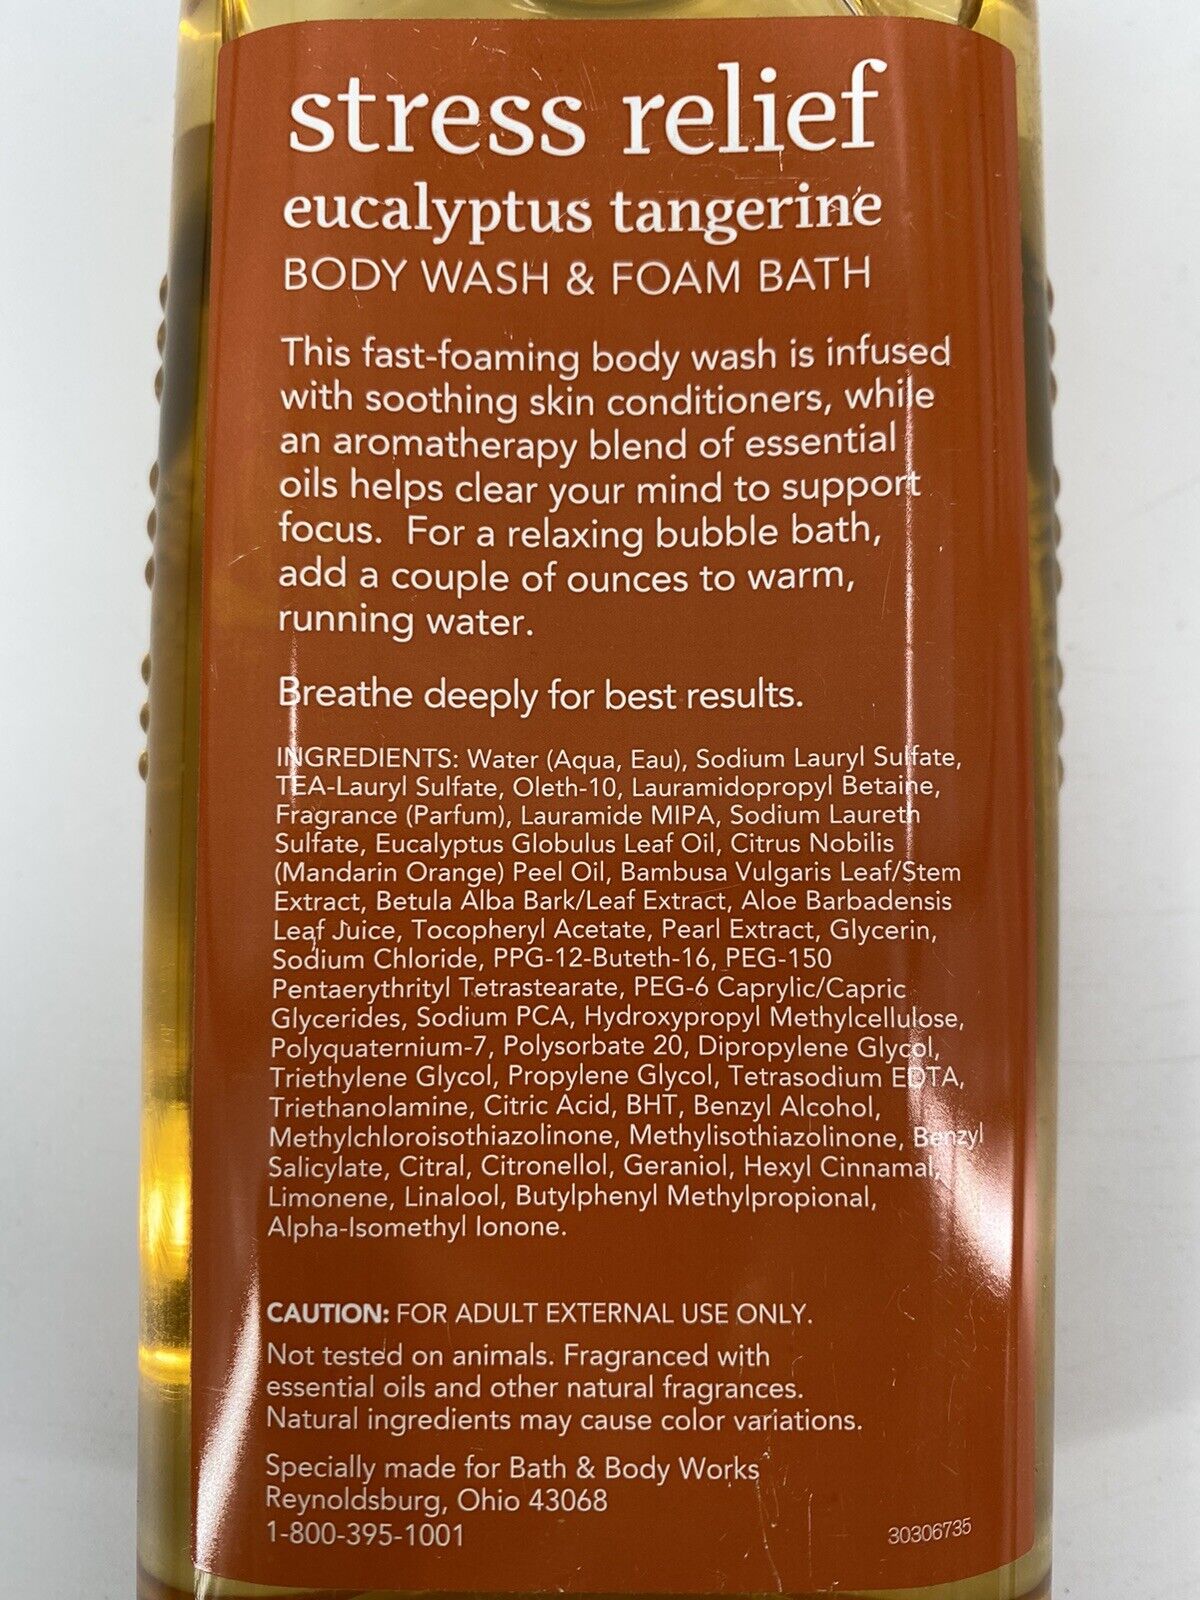 stress relief
eucalyptus tangerine
BODY WASH & FOAM BATH
This fast-foaming body wash is infused
with soothing skin conditioners, while
an aromatherapy blend of essential
oils helps clear your mind to support
focus. For a relaxing bubble bath,
add a couple of ounces to warm,
running water.
Breathe deeply for best results.
INGREDIENTS: Water (Aqua, Eau), Sodium Lauryl Sulfate,
TEA-Lauryl Sulfate, Oleth-10, Lauramidopropyl Betaine,
Fragrance (Parfum), Lauramide MIPA, Sodium Laureth
Sulfate, Eucalyptus Globulus Leaf Oil, Citrus Nobilis
(Mandarin Orange) Peel Oil, Bambusa Vulgaris Leaf/Stem
Extract, Betula Alba Bark/Leaf Extract, Aloe Barbadensis
Leaf Juice, Tocopheryl Acetate, Pearl Extract, Glycerin,
Sodium Chloride, PPG-12-Buteth-16, PEG-150
Pentaerythrityl Tetrastearate, PEG-6 Caprylic/Capric
Glycerides, Sodium PCA, Hydroxypropyl Methylcellulose,
Polyquaternium-7, Polysorbate 20, Dipropylene Glycol,
Triethylene Glycol, Propylene Glycol, Tetrasodium EDTA,
Triethanolamine, Citric Acid, BHT, Benzyl Alcohol,
Methylchloroisothiazolinone, Methylisothiazolinone, Benzyl
Salicylate, Citral, Citronellol, Geraniol, Hexyl Cinnamal,
Limonene, Linalool, Butylphenyl Methylpropional,
Alpha-Isomethyl Ionone.
CAUTION: FOR ADULT EXTERNAL USE ONLY.
Not tested on animals. Fragranced with
essential oils and other natural fragrances.
Natural ingredients may cause color variations.
Specially made for Bath & Body Works
Reynoldsburg, Ohio 43068
1-800-395-1001
30306735